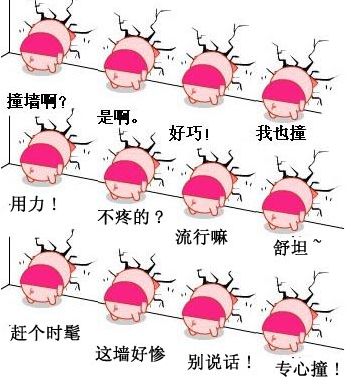 撞墙啊?
是啊。
好巧!
我也撞
用力!
不疼的?
流行嘛
舒坦~
赶个时髦
这墙好惨
别说话!
专心撞!